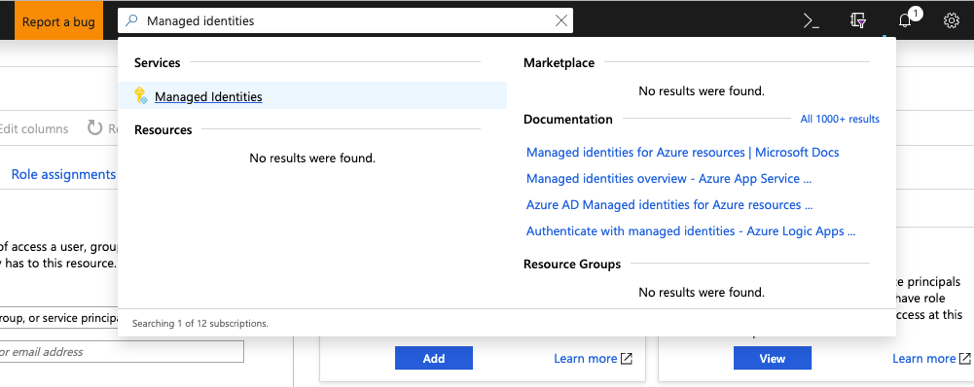 Report a bug
Managed identities
1
Services
Managed Identities
Resources
No results were found.
Marketplace
No results were found.
Documentation
All 1000+ results
Managed identities for Azure resources | Microsoft Docs
Managed identities overview - Azure App Service ...
Azure AD Managed identities for Azure resources ...
Authenticate with managed identities - Azure Logic Apps ...
Resource Groups
No results were found.
Searching 1 of 12 subscriptions.
Edit columns
Role assignments
of access a user, grou
has to this resource.
roup, or service principa
or email address
Add
Learn more
principals
have role
ccess at this
View
Learn more